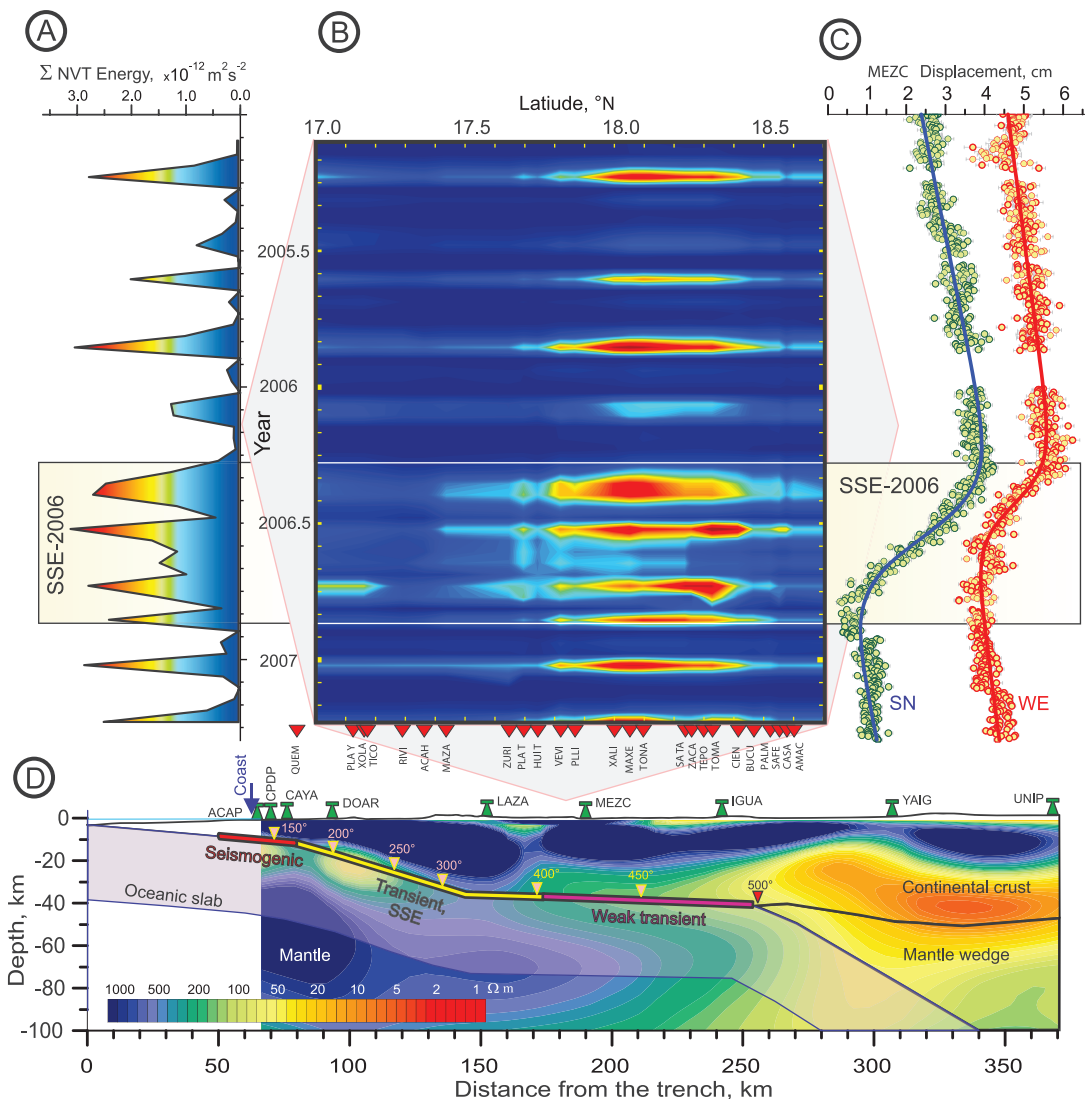 A
B
C
Σ NVT Energy, x10-12 m2s-2
3.0 2.0 1.0 0.0
Latiude, °N
17.0 17.5 18.0 18.5
MEZC Displacement, cm
0 1 2 3 4 5 6
2005.5
2006
Year
2006.5
2007
SSE-2006
SSE-2006
SN
WE
QUEM
PLAY
XOLA
TICO
RIVI
ACAH
MAZA
ZURI
PLAT
HUIT
VEVI
PLLI
XALI
MAXE
TONA
SATA
ZACA
TEPO
TOMA
CIEN
BUCU
PALM
SAFE
CASA
AMAC
D
Coast
ACAP
CPDP
CAYA
DOAR
LAZA
MEZC
IGUA
YAIG
UNIP
0
-20
-40
-60
-80
-100
Depth, km
150°
200°
250°
300°
400°
450°
500°
Seismogenic
Transient, SSE
Weak transient
Oceanic slab
Mantle
Continental crust
Mantle wedge
1000 500 200 100 50 20 10 5 2 1 Ω m
0 50 100 150 200 250 300 350
Distance from the trench, km